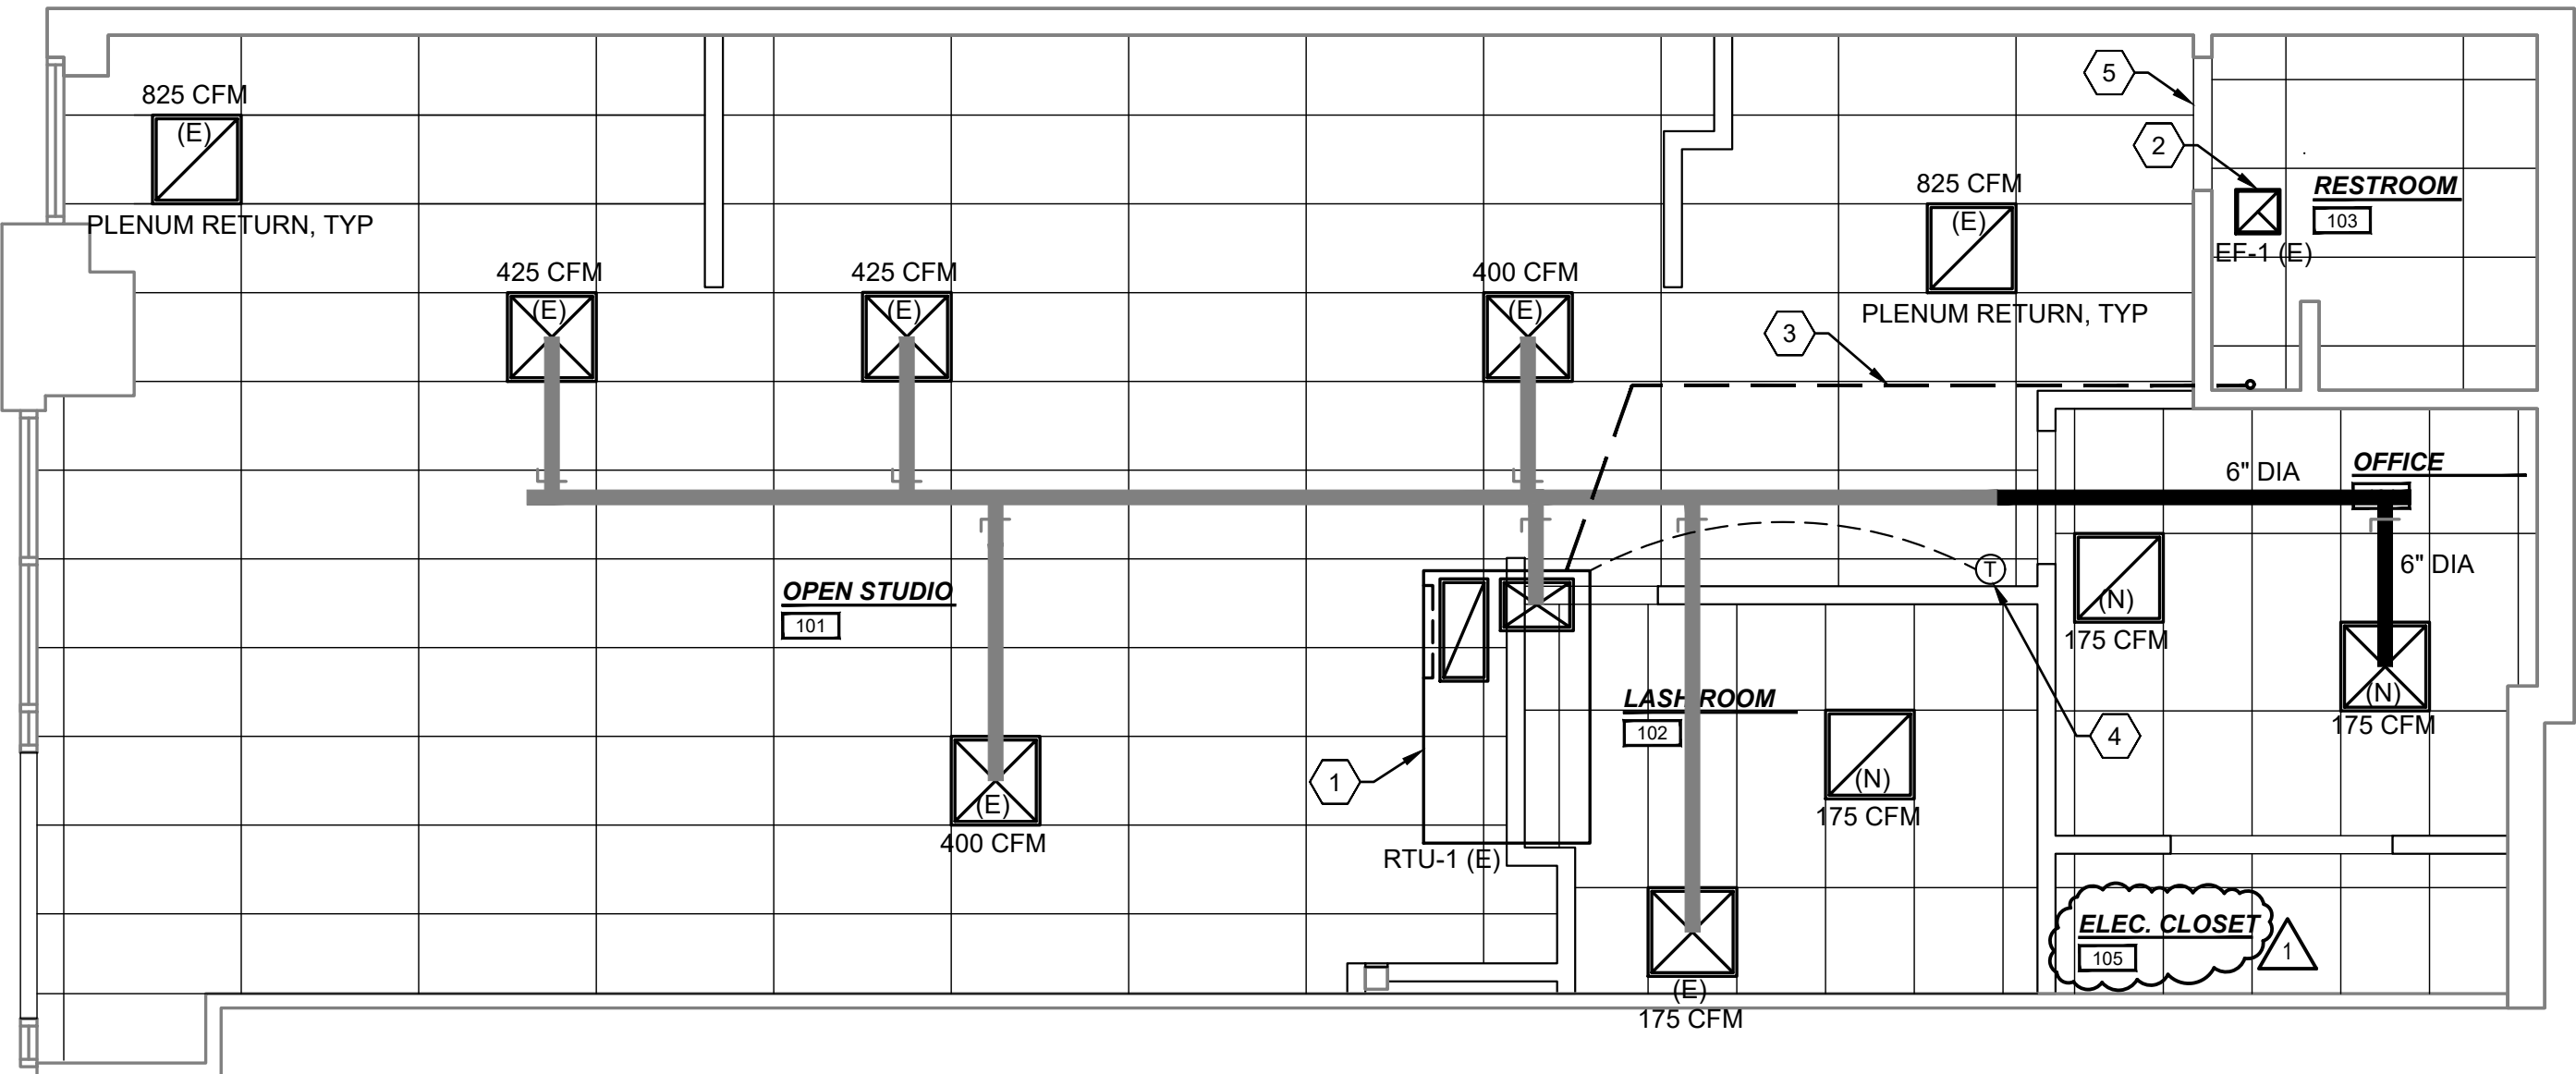 5
825 CFM
(E)
PLENUM RETURN, TYP
2
825 CFM
(E)
PLENUM RETURN, TYP
RESTROOM
103
EF-1 (E)
425 CFM
(E)
425 CFM
(E)
400 CFM
(E)
3
6" DIA
OFFICE
6" DIA
OPEN STUDIO
101
T
(N)
175 CFM
(N)
175 CFM
LASH ROOM
102
4
1
(N)
175 CFM
(E)
400 CFM
RTU-1 (E)
ELEC. CLOSET
105
1
(E)
175 CFM